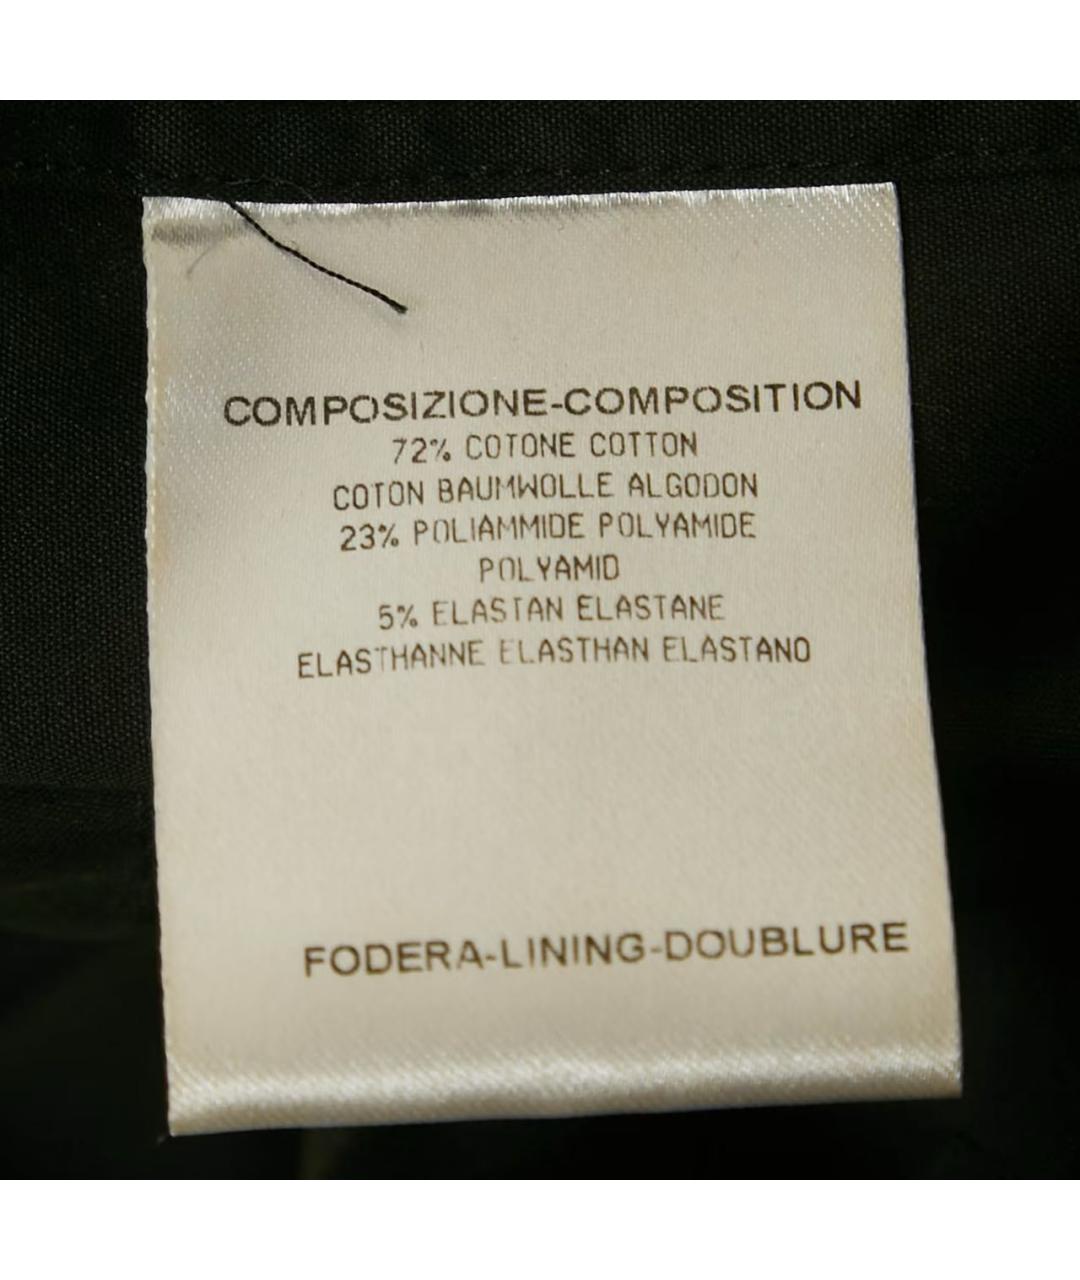 COMPOSIZIONE-COMPOSITION
72% COTONE COTTON
COTON BAUMWOLLE ALGODON
23% POLIAMMIDE POLYAMIDE
POLYAMID
5% ELASTAN ELASTANE
ELASTHANNE ELASTHAN ELASTANO
FODERA-LINING-DOUBLURE